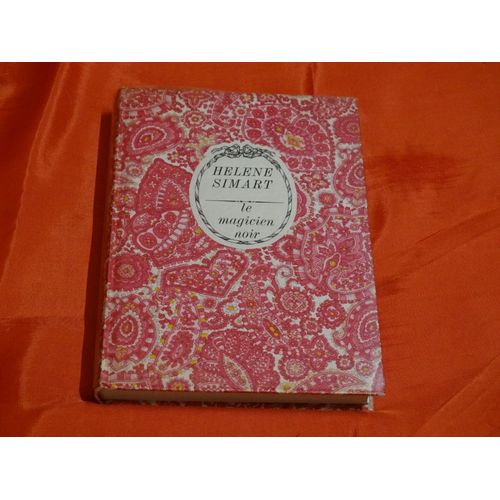 HELENE
SIMART
le
magicien
noir